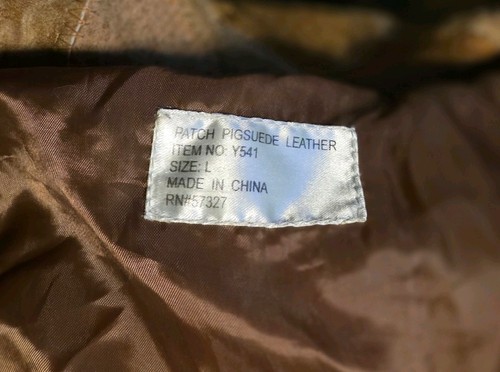 PATCH PIGSUEDE LEATHER
ITEM NO: Y541
SIZE: L
MADE IN CHINA
RN#57327